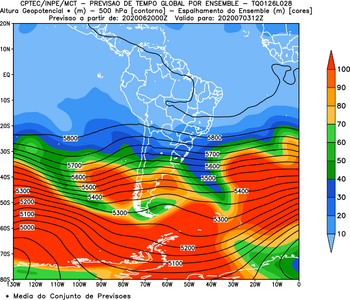 CPTEC/INPE/MCT - PREVISAO DE TEMPO GLOBAL POR ENSEMBLE - TQ0126L028
Altura Geopotencial * (m) - 500 hPa [contorno] - Espalhamento do Ensemble (m) [cores]
Previsao a partir de: 2020062000Z Valido para: 2020070312Z
20N
10N
EQ
10S
20S
30S
40S
50S
60S
70S
80S
5800
5800
5700
5700
5600
5600
5500
5500
5400
5400
5300
5300
5300
5200
5200
5100
5100
5000
130W 120W 110W 100W 90W 80W 70W 60W 50W 40W 30W 20W 10W 0
100
90
80
70
60
50
40
30
20
10
* Media do Conjunto de Previsoes